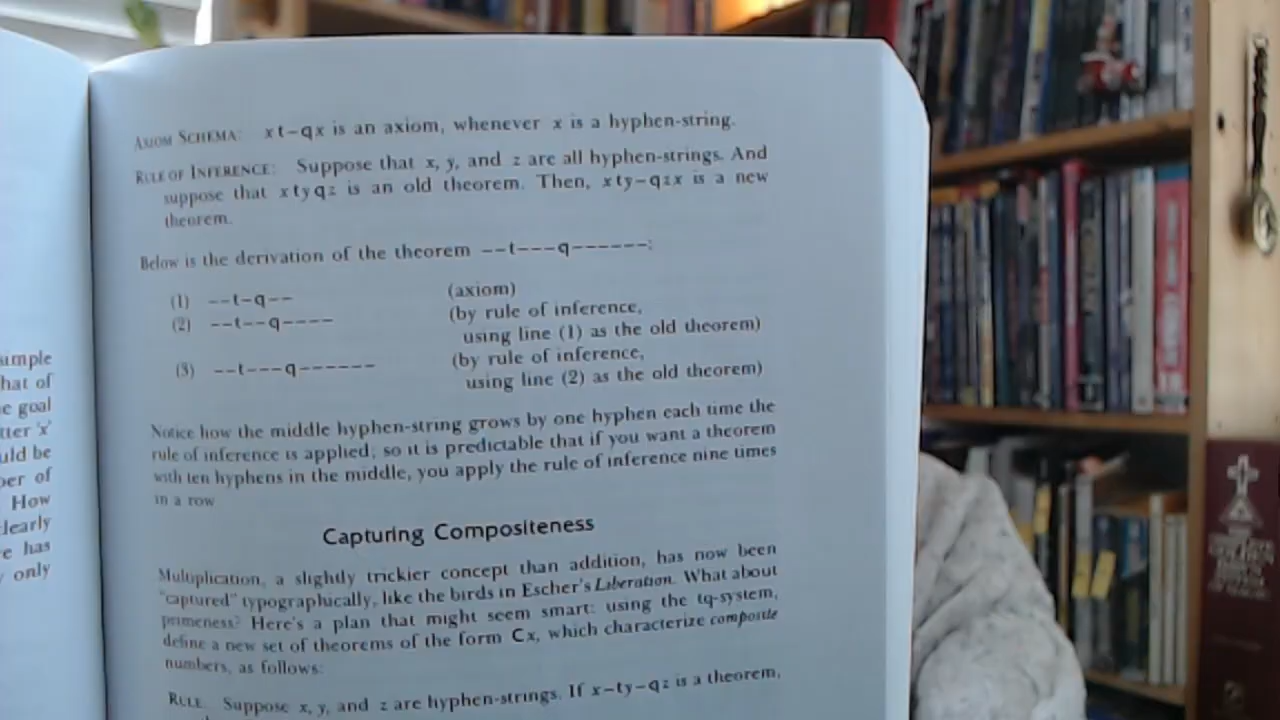 simple
hat of
e goal
tter 'x'
uld be
ber of
How
learly
e has
only
AXIOM SCHEMA: xt-qx is an axiom, whenever x is a hyphen-string.
RULE OF INFERENCE: Suppose that x, y, and z are all hyphen-strings. And
suppose that xtyqz is an old theorem. Then, xty-qzx is a new
theorem.
Below is the derivation of the theorem --t---q------:
(1) --t-q-- (axiom)
(2) --t--q---- (by rule of inference,
using line (1) as the old theorem)
(3) --t---q------ (by rule of inference,
using line (2) as the old theorem)
Notice how the middle hyphen-string grows by one hyphen each time the
rule of inference is applied; so it is predictable that if you want a theorem
with ten hyphens in the middle, you apply the rule of inference nine times
in a row
Capturing Compositeness
Multiplication, a slightly trickier concept than addition, has now been
"captured" typographically, like the birds in Escher's Liberation. What about
primeness? Here's a plan that might seem smart: using the tq-system,
define a new set of theorems of the form Cx, which characterize composite
numbers, as follows:
RULE Suppose x, y, and z are hyphen-strings. If x-ty-qz is a theorem,